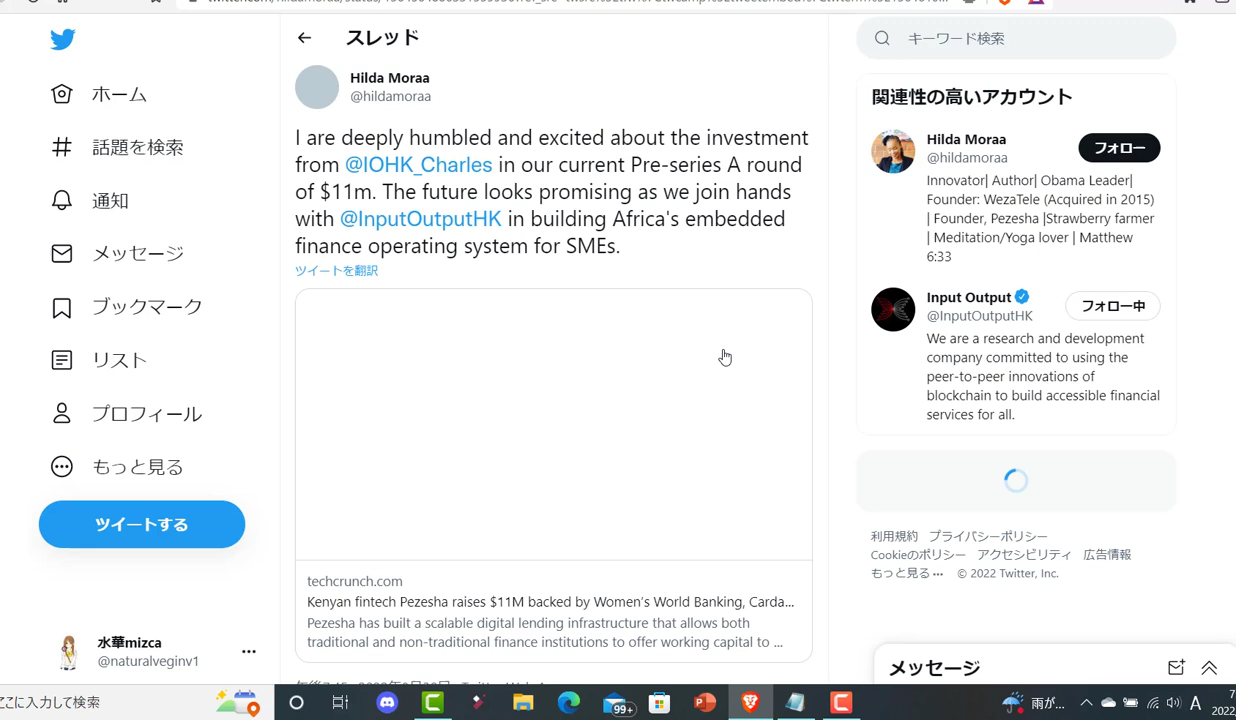 スレッド
キーワード検索
ホーム
話題を検索
通知
メッセージ
ブックマーク
リスト
プロフィール
もっと見る
ツイートする
水華mizca
@naturalveginv1
Hilda Moraa
@hildamoraa
I are deeply humbled and excited about the investment
from @IOHK_Charles in our current Pre-series A round
of $11m. The future looks promising as we join hands
with @InputOutputHK in building Africa's embedded
finance operating system for SMEs.
ツイートを翻訳
techcrunch.com
Kenyan fintech Pezesha raises $11M backed by Women's World Banking, Carda...
Pezesha has built a scalable digital lending infrastructure that allows both
traditional and non-traditional finance institutions to offer working capital to ...
関連性の高いアカウント
Hilda Moraa
@hildamoraa
フォロー
Innovator| Author| Obama Leader|
Founder: WezaTele (Acquired in 2015)
| Founder, Pezesha |Strawberry farmer
| Meditation/Yoga lover | Matthew
6:33
Input Output
@InputOutputHK
フォロー中
We are a research and development
company committed to using the
peer-to-peer innovations of
blockchain to build accessible financial
services for all.
利用規約 プライバシーポリシー
Cookieのポリシー アクセシビリティ 広告情報
もっと見る ... © 2022 Twitter, Inc.
メッセージ
ここに入力して検索
99+
雨が...
A
2022